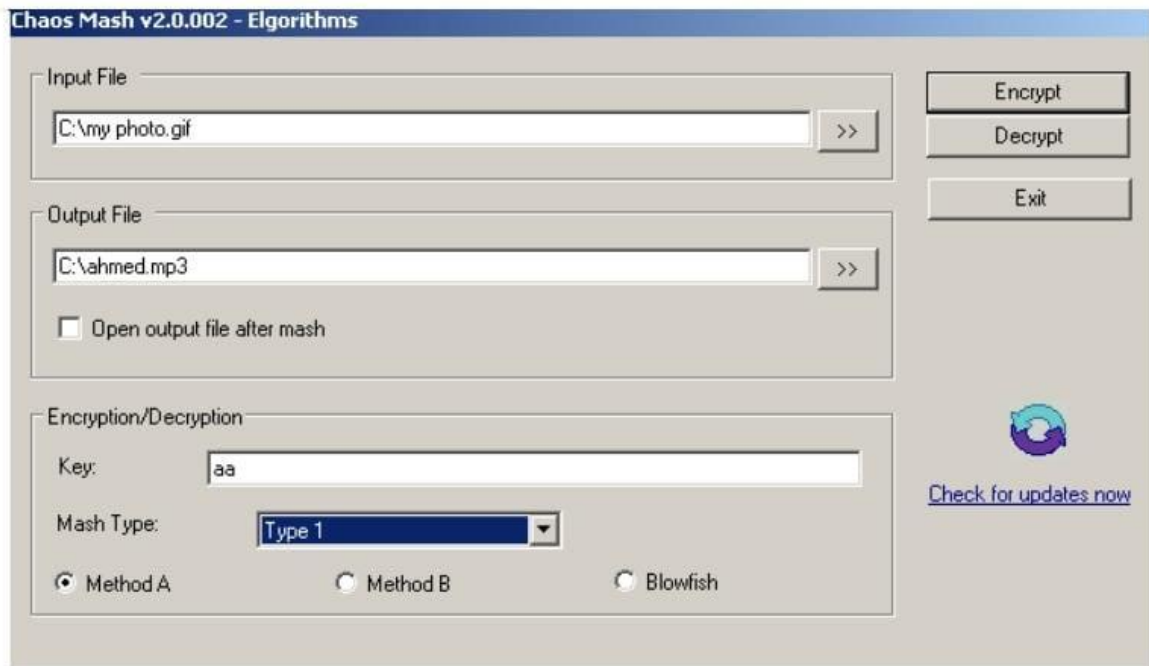 Chaos Mash v2.0.002 - Elgorithms
Input File
C:\my photo.gif
>>
Encrypt
Decrypt
Exit
Output File
C:\ahmed.mp3
>>
Open output file after mash
Encryption/Decryption
Key:
aa
Mash Type:
Type 1
Method A
Method B
Blowfish
Check for updates now